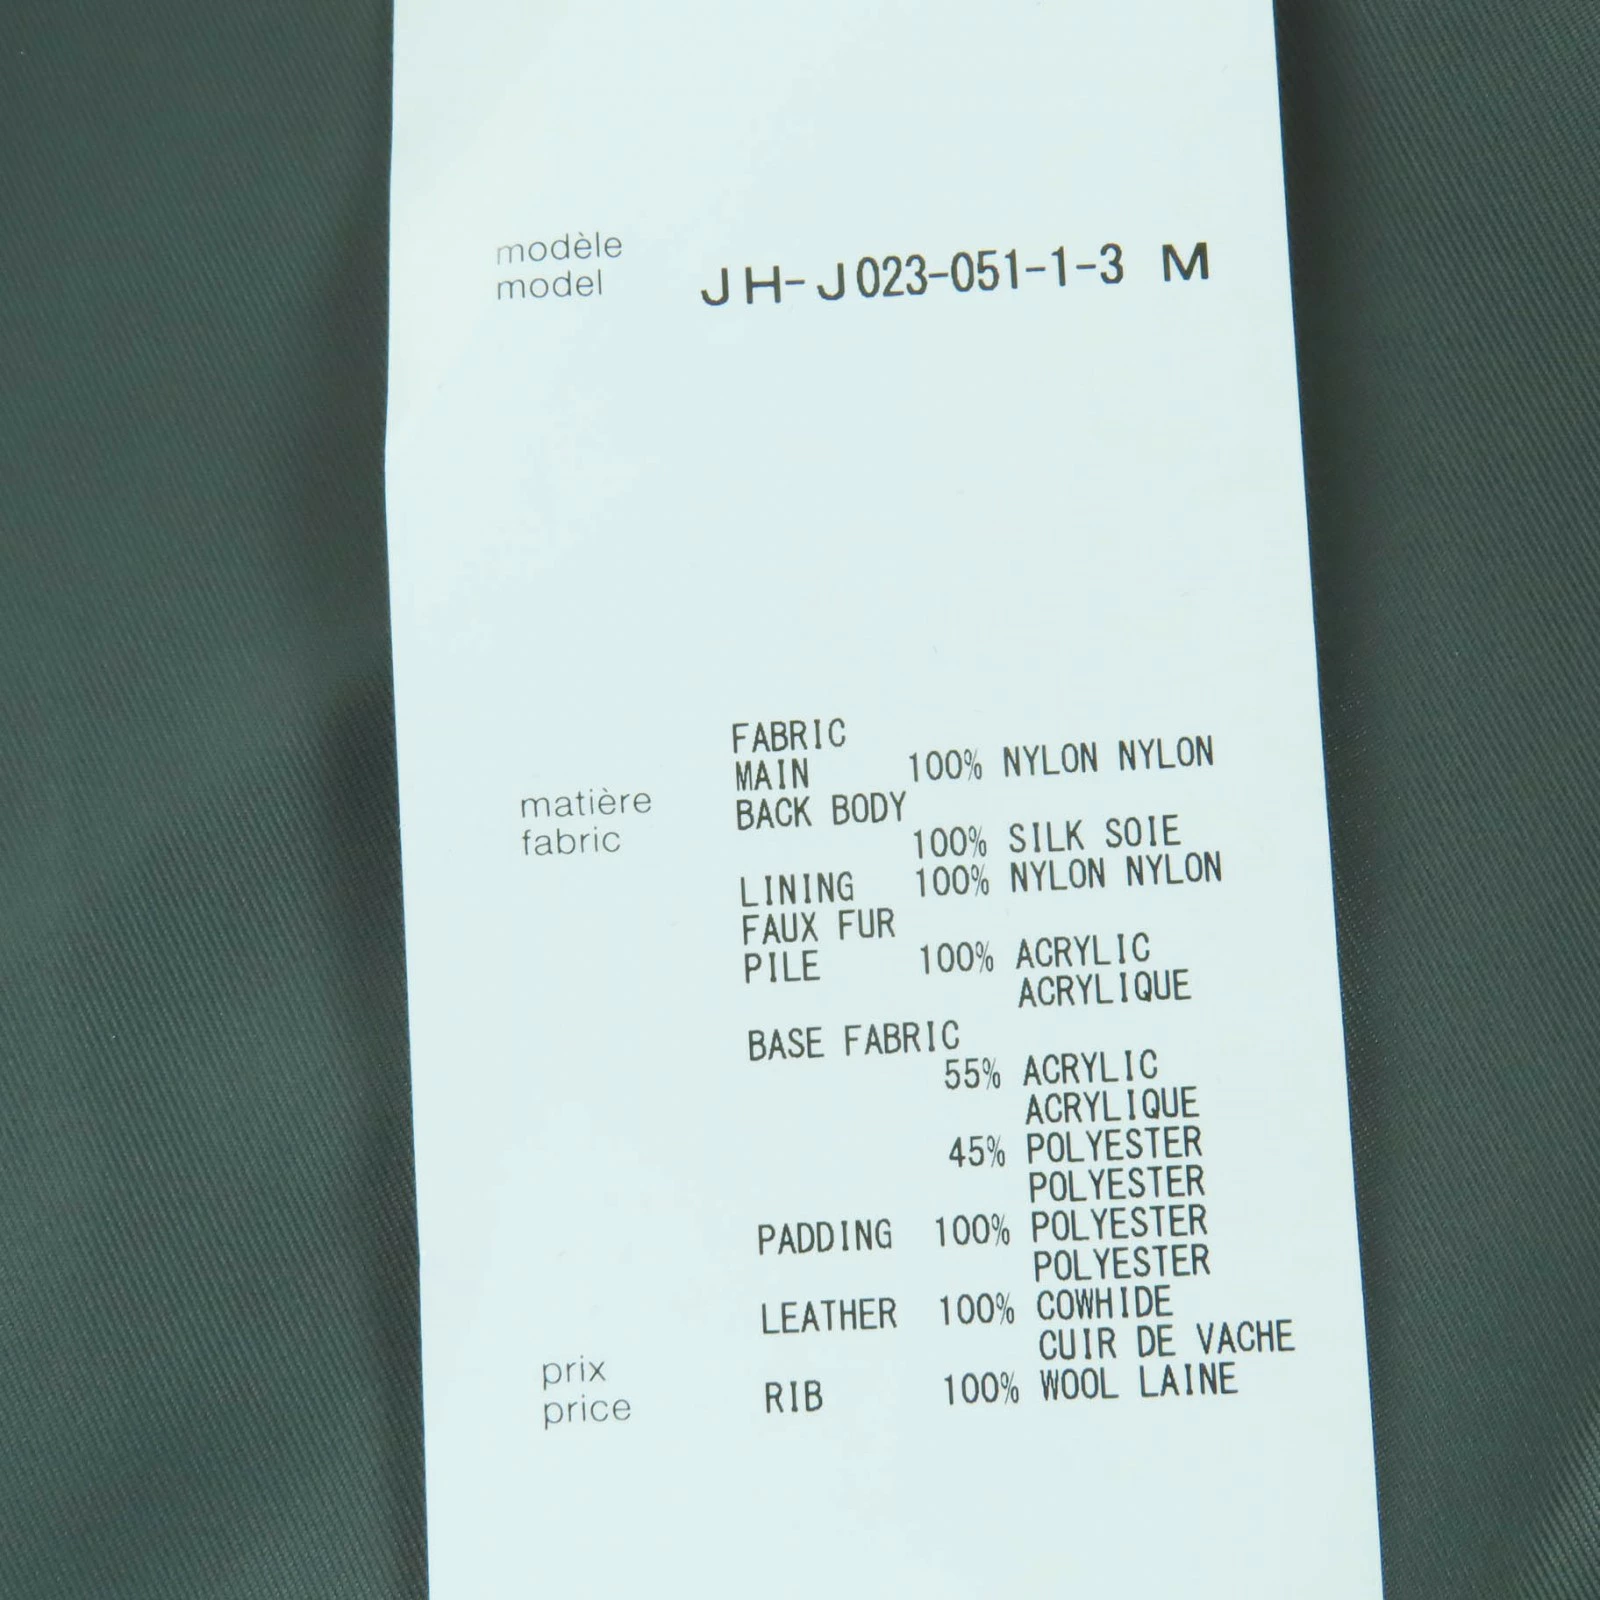 modèle
model
JH-J023-051-1-3 M
matière
fabric
FABRIC
MAIN 100% NYLON NYLON
BACK BODY
100% SILK SOIE
LINING 100% NYLON NYLON
FAUX FUR
PILE 100% ACRYLIC
ACRYLIQUE
BASE FABRIC
55% ACRYLIC
ACRYLIQUE
45% POLYESTER
POLYESTER
PADDING 100% POLYESTER
POLYESTER
LEATHER 100% COWHIDE
CUIR DE VACHE
RIB 100% WOOL LAINE
prix
price